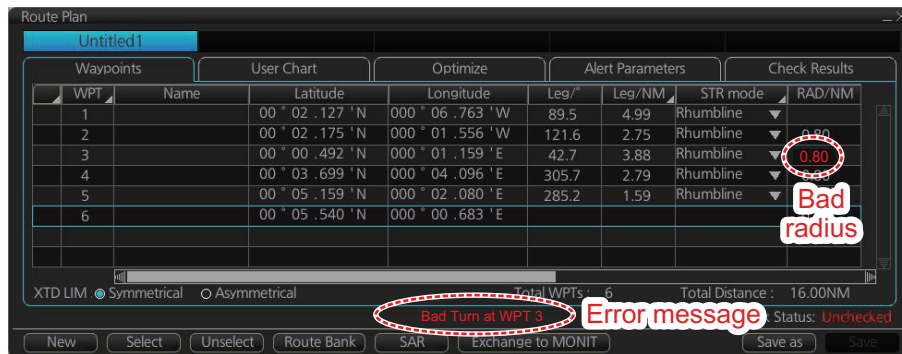 Route Plan
Untitled1
Waypoints User Chart Optimize Alert Parameters Check Results
WPT Name Latitude Longitude Leg/° Leg/NM STR mode RAD/NM
1 00 ° 02 .127 'N 000 ° 06 .763 'W 89.5 4.99 Rhumbline
2 00 ° 02 .175 'N 000 ° 01 .556 'W 121.6 2.75 Rhumbline 0.80
3 00 ° 00 .492 'N 000 ° 01 .159 'E 42.7 3.88 Rhumbline 0.80
4 00 ° 03 .699 'N 000 ° 04 .096 'E 305.7 2.79 Rhumbline
5 00 ° 05 .159 'N 000 ° 02 .080 'E 285.2 1.59 Rhumbline
6 00 ° 05 .540 'N 000 ° 00 .683 'E
Bad
radius
XTD LIM : Symmetrical Asymmetrical Total WPTs : 6 Total Distance : 16.00NM
Bad Turn at WPT 3 Error message Status: Unchecked
New Select Unselect Route Bank SAR Exchange to MONIT Save as Save